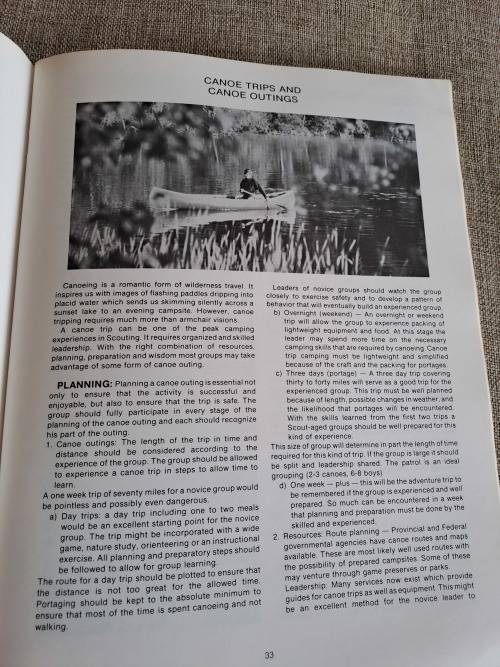 CANOE TRIPS AND
CANOE OUTINGS
Canoeing is a romantic form of wilderness travel. It
inspires us with images of flashing paddles dripping into
placid water which sends us skimming silently across a
sunset lake to an evening campsite. However, canoe
tripping requires much more than armchair visions.
A canoe trip can be one of the peak camping
experiences in Scouting. It requires organized and skilled
leadership. With the right combination of resources,
planning, preparation and wisdom most groups may take
advantage of some form of canoe outing.
PLANNING: Planning a canoe outing is essential not
only to ensure that the activity is successful and
enjoyable, but also to ensure that the trip is safe. The
group should fully participate in every stage of the
planning of the canoe outing and each should recognize
his part of the outing.
1. Canoe outings: The length of the trip in time and
distance should be considered according to the
experience of the group. The group should be allowed
to experience a canoe trip in steps to allow time to
learn.
A one week trip of seventy miles for a novice group would
be pointless and possibly even dangerous.
a) Day trips: a day trip including one to two meals
would be an excellent starting point for the novice
group. The trip might be incorporated with a wide
game, nature study, orienteering or an instructional
exercise. All planning and preparatory steps should
be followed to allow for group learning.
The route for a day trip should be plotted to ensure that
the distance is not too great for the allowed time.
Portaging should be kept to the absolute minimum to
ensure that most of the time is spent canoeing and not
walking.
Leaders of novice groups should watch the group
closely to exercise safety and to develop a pattern of
behavior that will eventually build an experienced group.
b) Overnight (weekend) — An overnight or weekend
trip will allow the group to experience packing of
lightweight equipment and food. At this stage the
leader may spend more time on the necessary
camping skills that are required by canoeing. Canoe
trip camping must be lightweight and simplified
because of the craft and the packing for portages.
c) Three days (portage) — A three day trip covering
thirty to forty miles will serve as a good trip for the
experienced group. This trip must be well planned
because of length, possible changes in weather, and
the likelihood that portages will be encountered.
With the skills learned from the first two trips a
Scout-aged groups should be well prepared for this
kind of experience.
This size of group will determine in part the length of time
required for this kind of trip. If the group is large it should
be split and leadership shared. The patrol is an ideal
grouping (2-3 canoes, 6-8 boys)
d) One week — plus — this will be the adventure trip to
be remembered if the group is experienced and well
prepared. So much can be encountered in a week
that planning and preparation must be done by the
skilled and experienced.
2. Resources: Route planning — Provincial and Federal
governmental agencies have canoe routes and maps
available. These are most likely well used routes with
the possibility of prepared campsites. Some of these
may venture through game preserves or parks.
Leadership: Many services now exist which provide
guides for canoe trips as well as equipment. This might
be an excellent method for the novice leader to
33